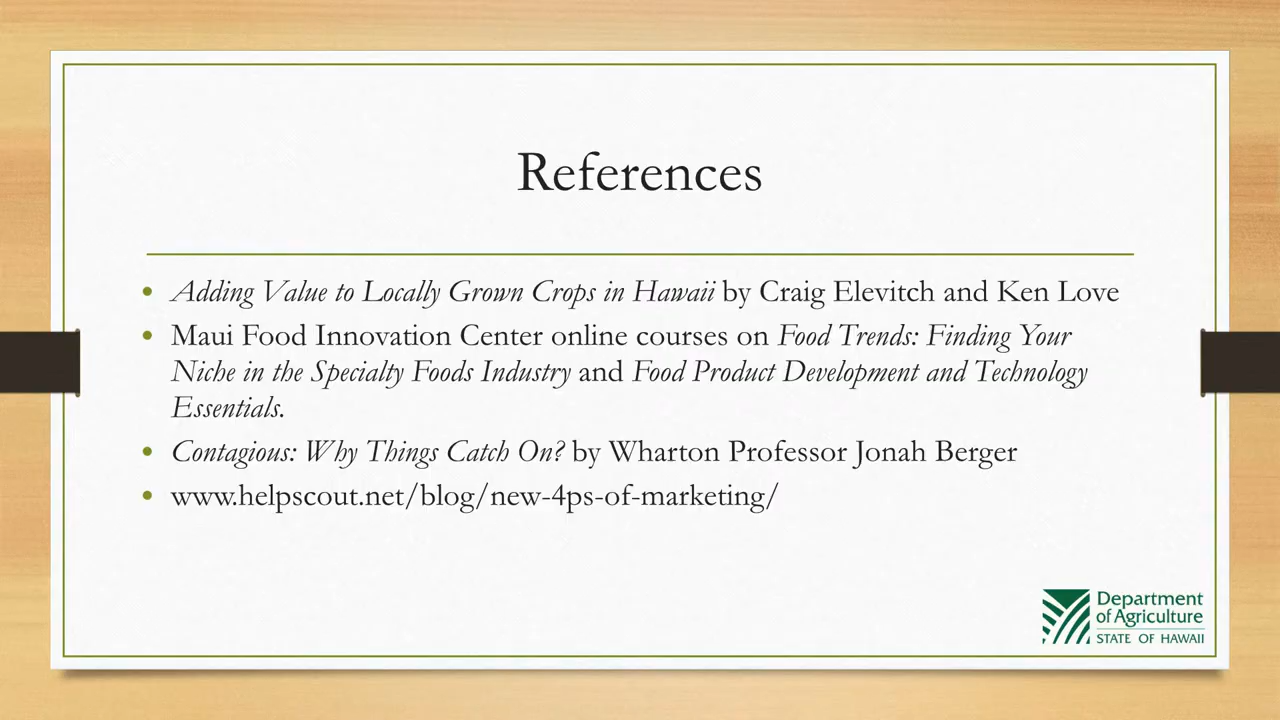 References
• Adding Value to Locally Grown Crops in Hawaii by Craig Elevitch and Ken Love
• Maui Food Innovation Center online courses on Food Trends: Finding Your
Niche in the Specialty Foods Industry and Food Product Development and Technology
Essentials.
• Contagious: Why Things Catch On? by Wharton Professor Jonah Berger
• www.helpscout.net/blog/new-4ps-of-marketing/
Department
of Agriculture
STATE OF HAWAII